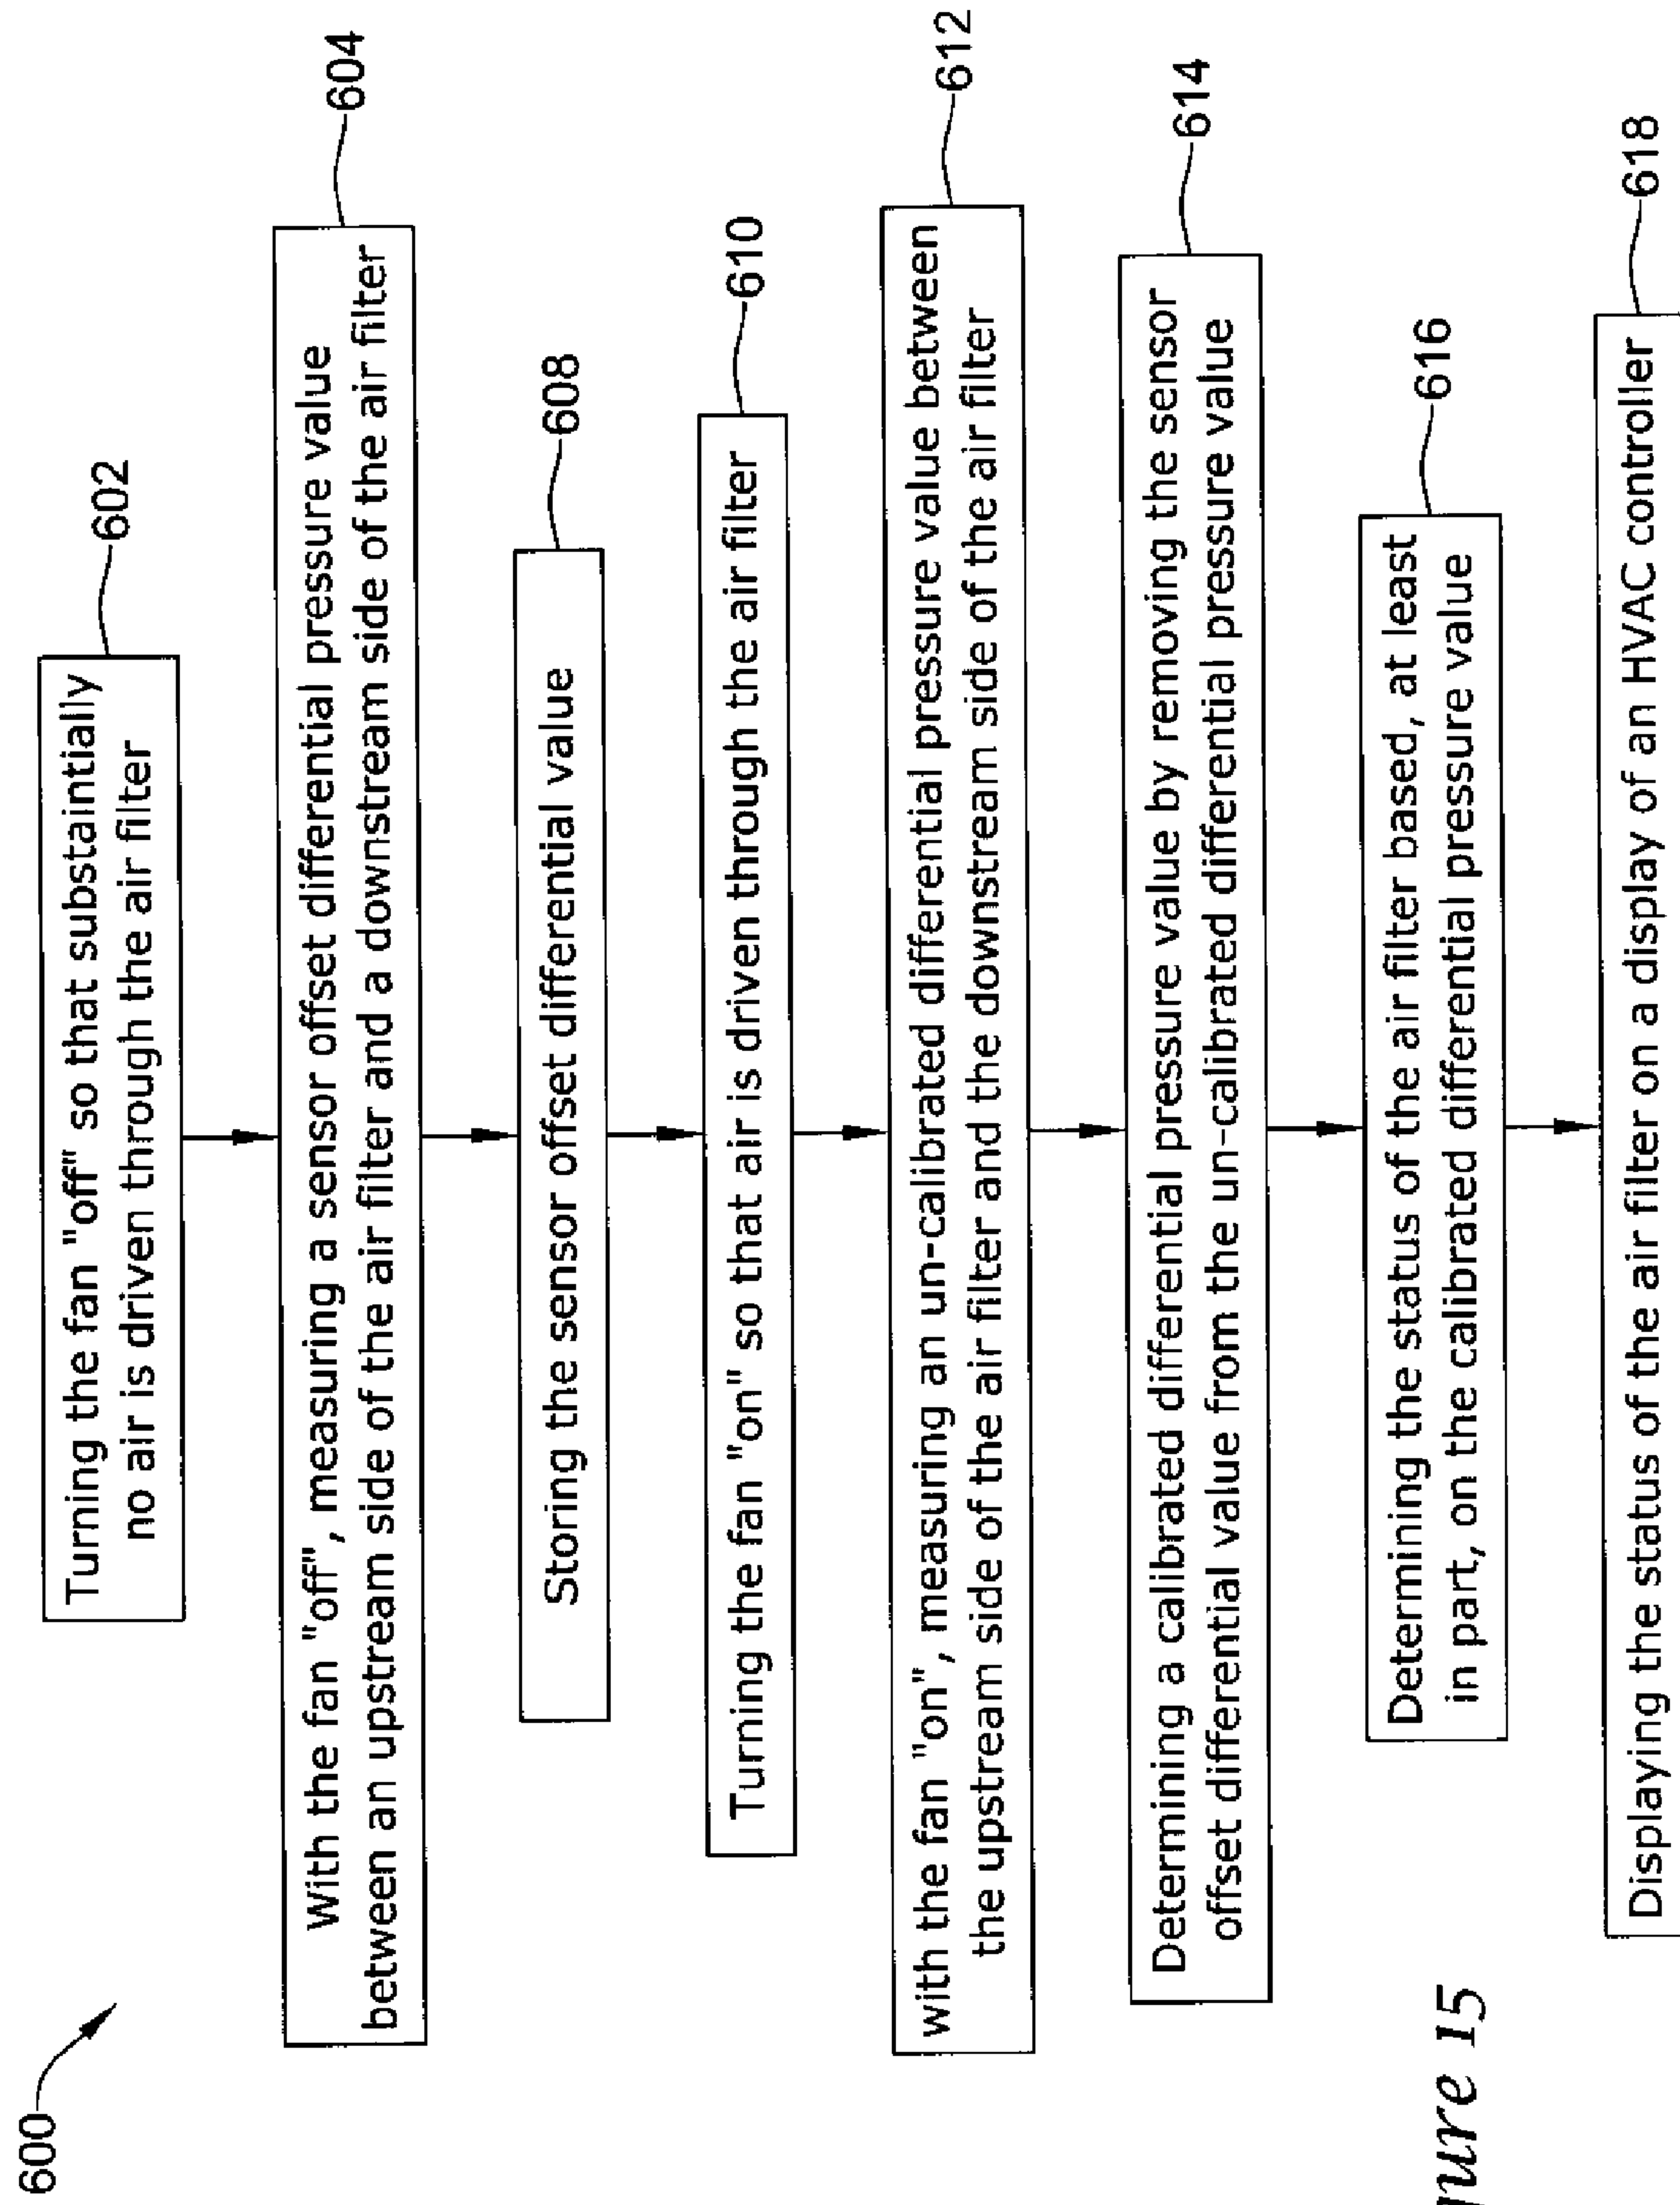 600
Turning the fan "off" so that substaintially
no air is driven through the air filter
602
With the fan "off", measuring a sensor offset differential pressure value
between an upstream side of the air filter and a downstream side of the air filter
604
Storing the sensor offset differential value
608
Turning the fan "on" so that air is driven through the air filter
610
with the fan "on", measuring an un-calibrated differential pressure value between
the upstream side of the air filter and the downstream side of the air filter
612
Determining a calibrated differential pressure value by removing the sensor
offset differential value from the un-calibrated differential pressure value
614
Determining the status of the air filter based, at least
in part, on the calibrated differential pressure value
616
Displaying the status of the air filter on a display of an HVAC controller
618
15